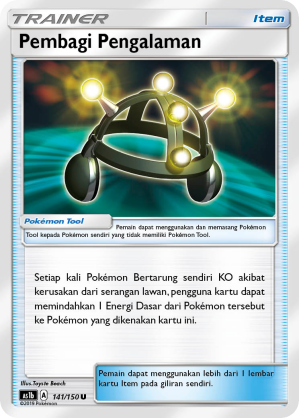 TRAINER Item
Pembagi Pengalaman
Pokémon Tool
Pemain dapat menggunakan dan memasang Pokémon
Tool kepada Pokémon sendiri yang tidak memiliki Pokémon Tool.
Setiap kali Pokémon Bertarung sendiri KO akibat
kerusakan dari serangan lawan, pengguna kartu dapat
memindahkan 1 Energi Dasar dari Pokémon tersebut
ke Pokémon yang dikenakan kartu ini.
Illus. Toyste Beach
AS1b A 141/150 U
©2019 Pokémon
Pemain dapat menggunakan lebih dari 1 lembar
kartu Item pada giliran sendiri.